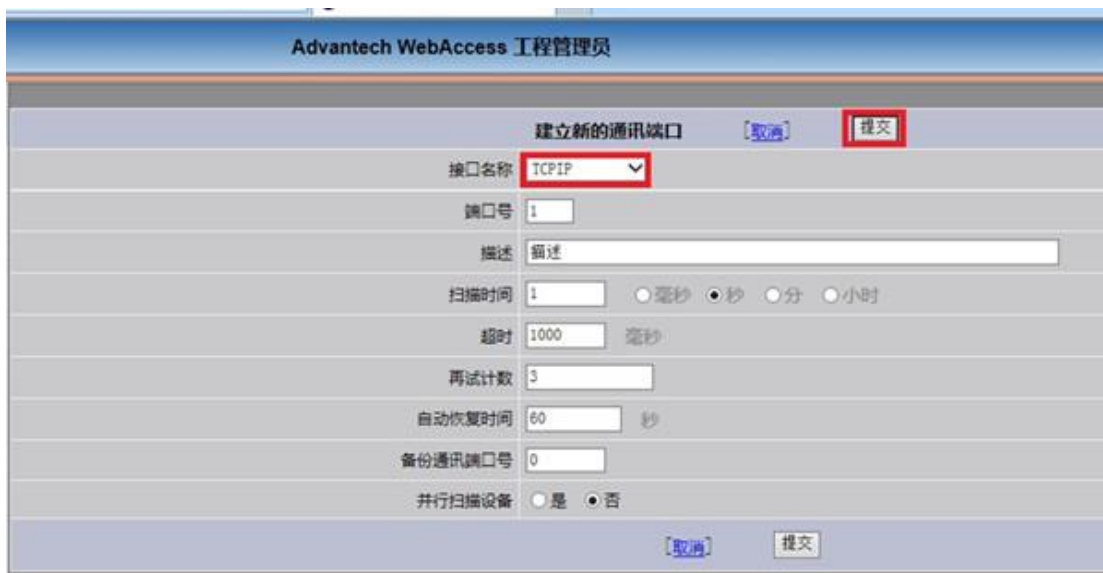 Advantech WebAccess 工程管理员
建立新的通讯端口 [取消] 提交
接口名称 TCPIP
端口号 1
描述 描述
扫描时间 1 毫秒 秒 分 小时
超时 1000 毫秒
再试计数 3
自动恢复时间 60 秒
备份通讯端口号 0
并行扫描设备 是 否
[取消] 提交